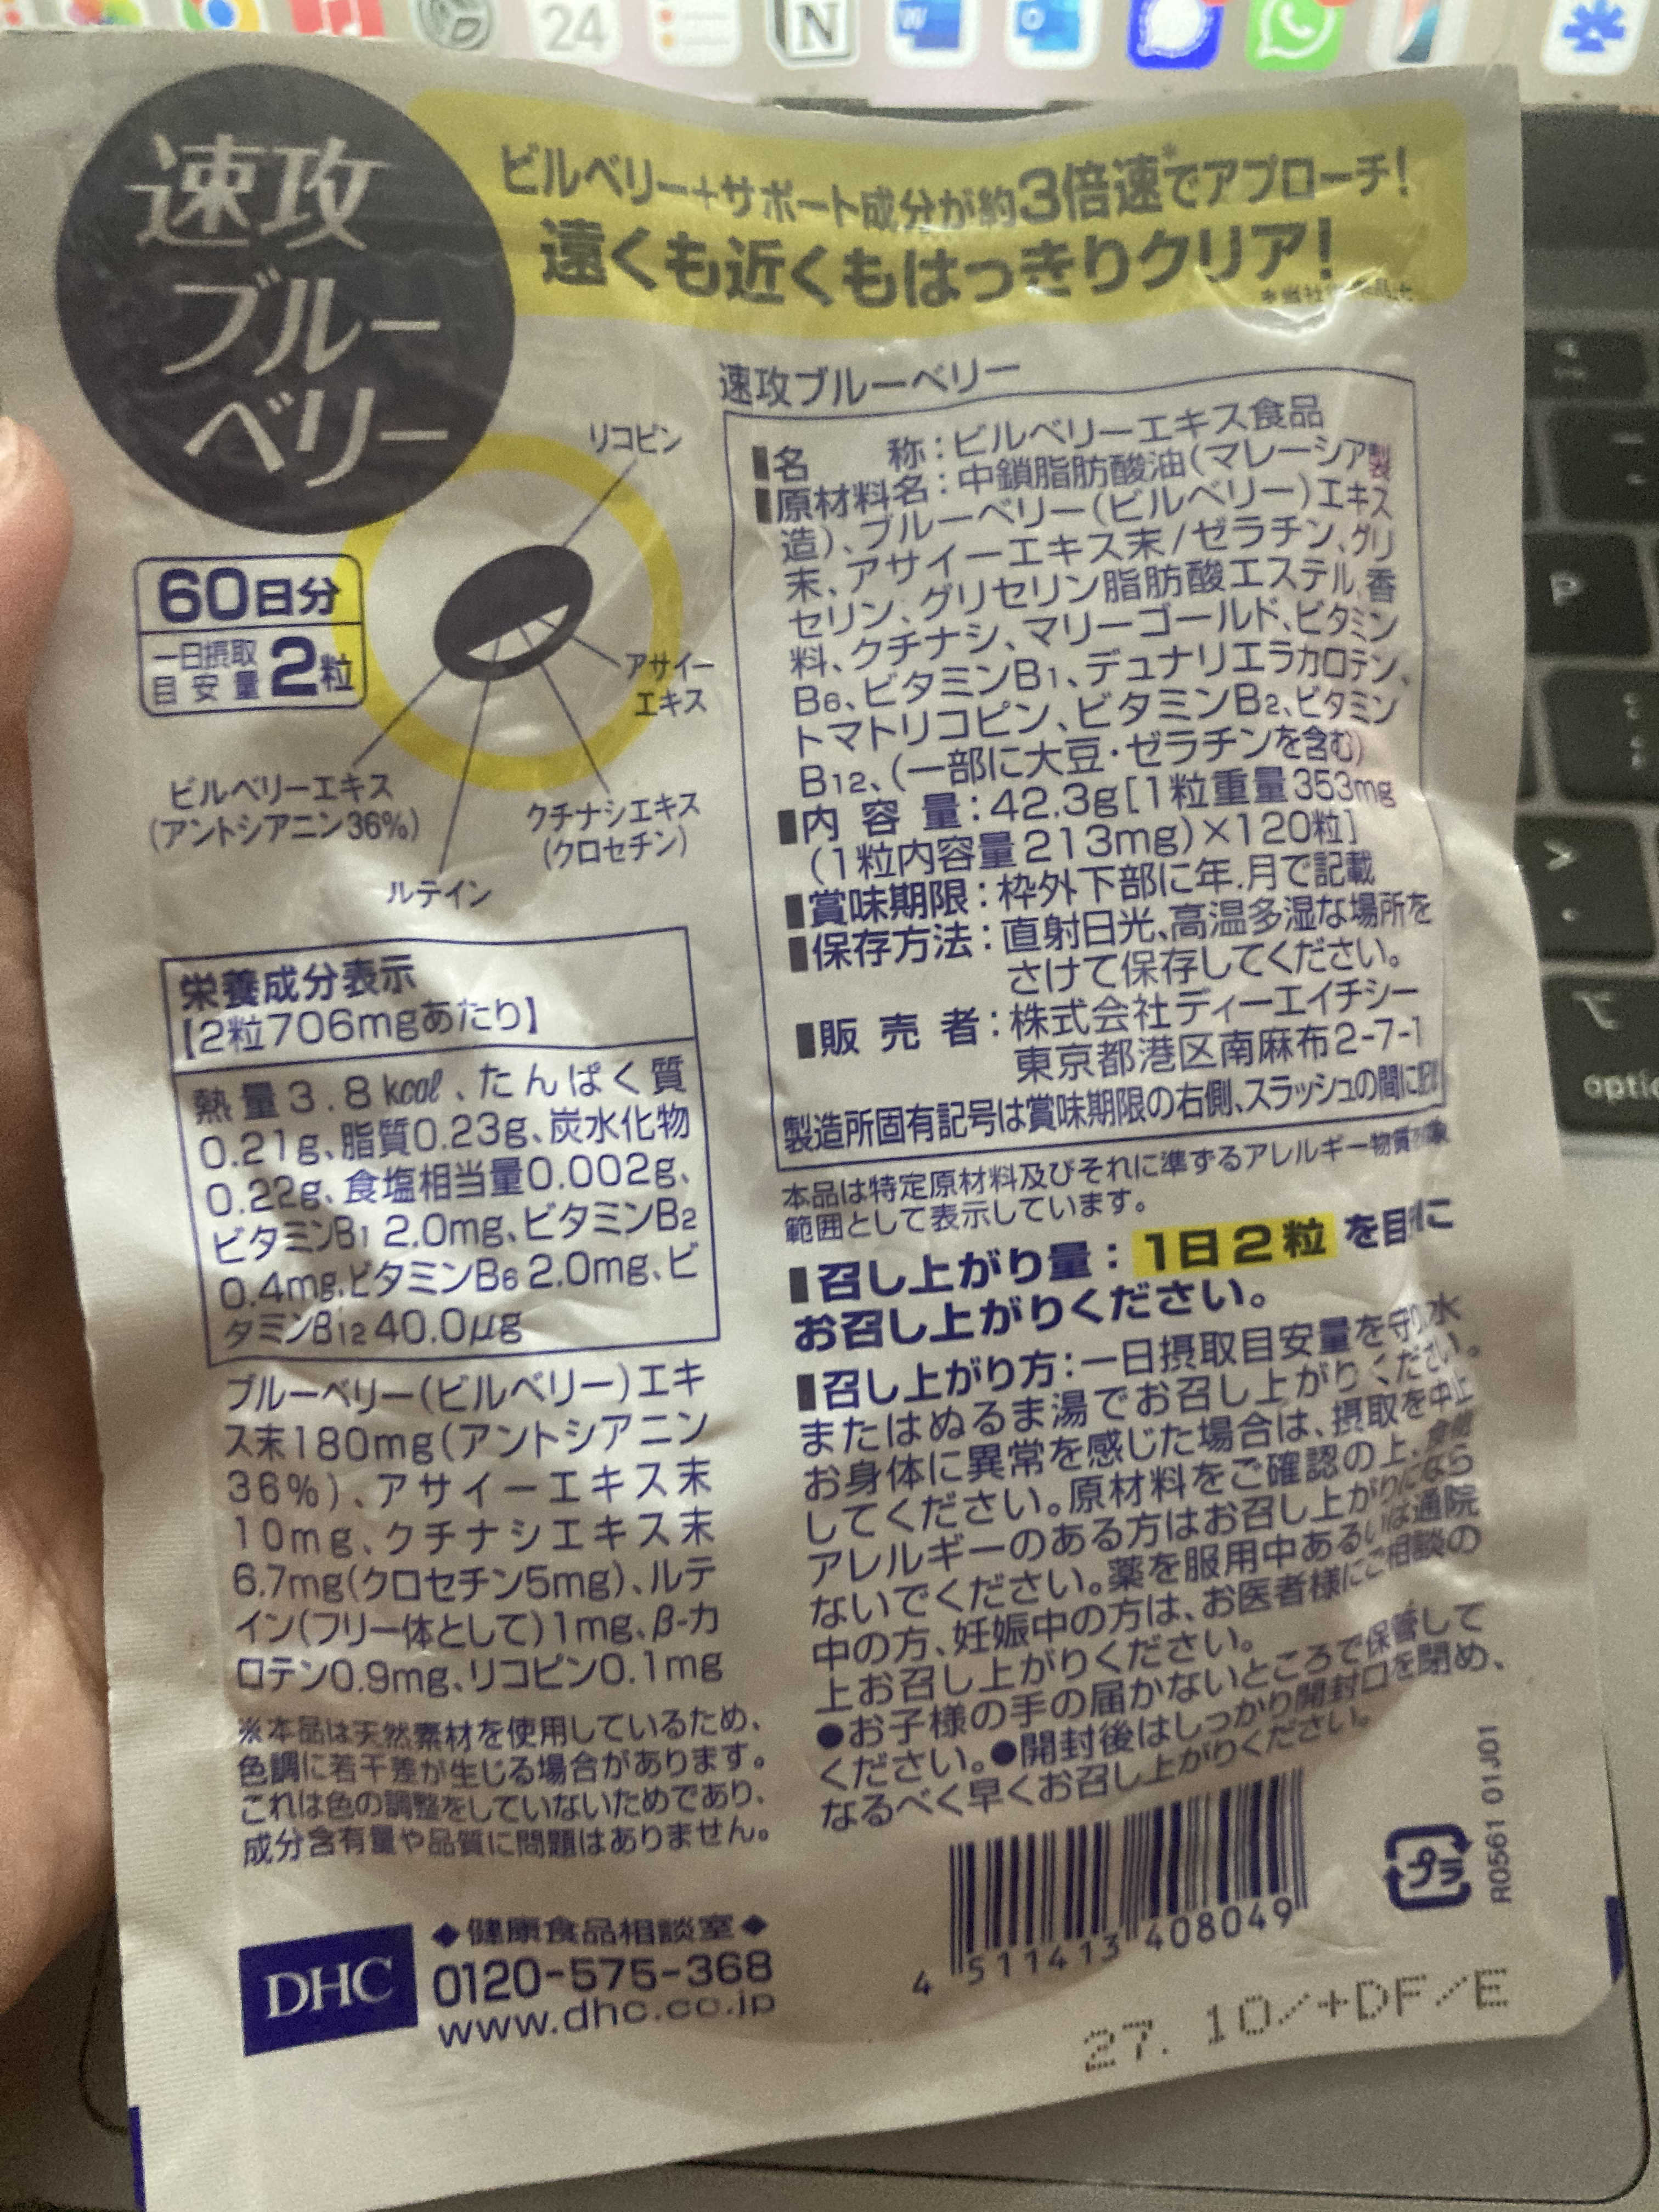 24
N
W
速攻
ブルー
ベリー
ビルベリー+サポート成分が約3倍速*でアプローチ!
遠くも近くもはっきりクリア!
60日分
一日摂取
目安量
2粒
リコピン
アサイー
エキス
ビルベリーエキス
(アントシアニン36%)
クチナシエキス
(クロセチン)
ルテイン
栄養成分表示
【2粒706mgあたり】
熱量3.8kcal、たんぱく質
0.21g、脂質0.23g、炭水化物
0.22g、食塩相当量0.002g、
ビタミンB1 2.0mg、ビタミンB2
0.4mg、ビタミンB6 2.0mg、ビ
タミンB12 40.0μg
ブルーベリー(ビルベリー)エキ
ス末180mg(アントシアニン
36%)、アサイーエキス末
10mg、クチナシエキス末
6.7mg(クロセチン5mg)、ルテ
イン(フリー体として)1mg、β-カ
ロテン0.9mg、リコピン0.1mg
※本品は天然素材を使用しているため、
色調に若干差が生じる場合があります。
これは色の調整をしていないためであり、
成分含有量や品質に問題はありません。
DHC
◆健康食品相談室◆
0120-575-368
www.dhc.co.jp
速攻ブルーベリー
■名　　称:ビルベリーエキス食品
■原材料名:中鎖脂肪酸油(マレーシア製
造)、ブルーベリー(ビルベリー)エキス
末、アサイーエキス末/ゼラチン、グリ
セリン、グリセリン脂肪酸エステル、香
料、クチナシ、マリーゴールド、ビタミン
B6、ビタミンB1、デュナリエラカロテン、
トマトリコピン、ビタミンB2、ビタミン
B12、(一部に大豆・ゼラチンを含む)
■内容量:42.3g[1粒重量353mg
(1粒内容量213mg)×120粒]
■賞味期限:枠外下部に年.月で記載
■保存方法:直射日光、高温多湿な場所を
さけて保存してください。
■販売者:株式会社ディーエイチシー
東京都港区南麻布2-7-1
製造所固有記号は賞味期限の右側、スラッシュの間に
本品は特定原材料及びそれに準ずるアレルギー物質
範囲として表示しています。
■召し上がり量:1日2粒を目
お召し上がりください。
■召し上がり方:一日摂取目安量を守り、水
またはぬるま湯でお召し上がりください。
お身体に異常を感じた場合は、摂取を中止
してください。原材料をご確認の上、食物
アレルギーのある方はお召し上がりになら
ないでください。薬を服用中あるいは通院
中の方、妊娠中の方は、お医者様にご相談の
上お召し上がりください。
●お子様の手の届かないところで保管して
ください。●開封後はしっかり開封口を閉め、
なるべく早くお召し上がりください。
4 511413 408049
プラ
R0561 01J01
27. 10/+DF/E
P
option